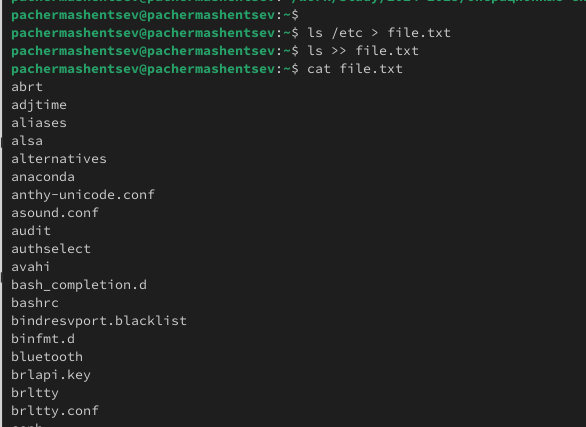 pachermashentsev@pachermashentsev:~$
pachermashentsev@pachermashentsev:~$ ls /etc > file.txt
pachermashentsev@pachermashentsev:~$ ls >> file.txt
pachermashentsev@pachermashentsev:~$ cat file.txt
abrt
adjtime
aliases
alsa
alternatives
anaconda
anthy-unicode.conf
asound.conf
audit
authselect
avahi
bash_completion.d
bashrc
bindresvport.blacklist
binfmt.d
bluetooth
brlapi.key
brltty
brltty.conf